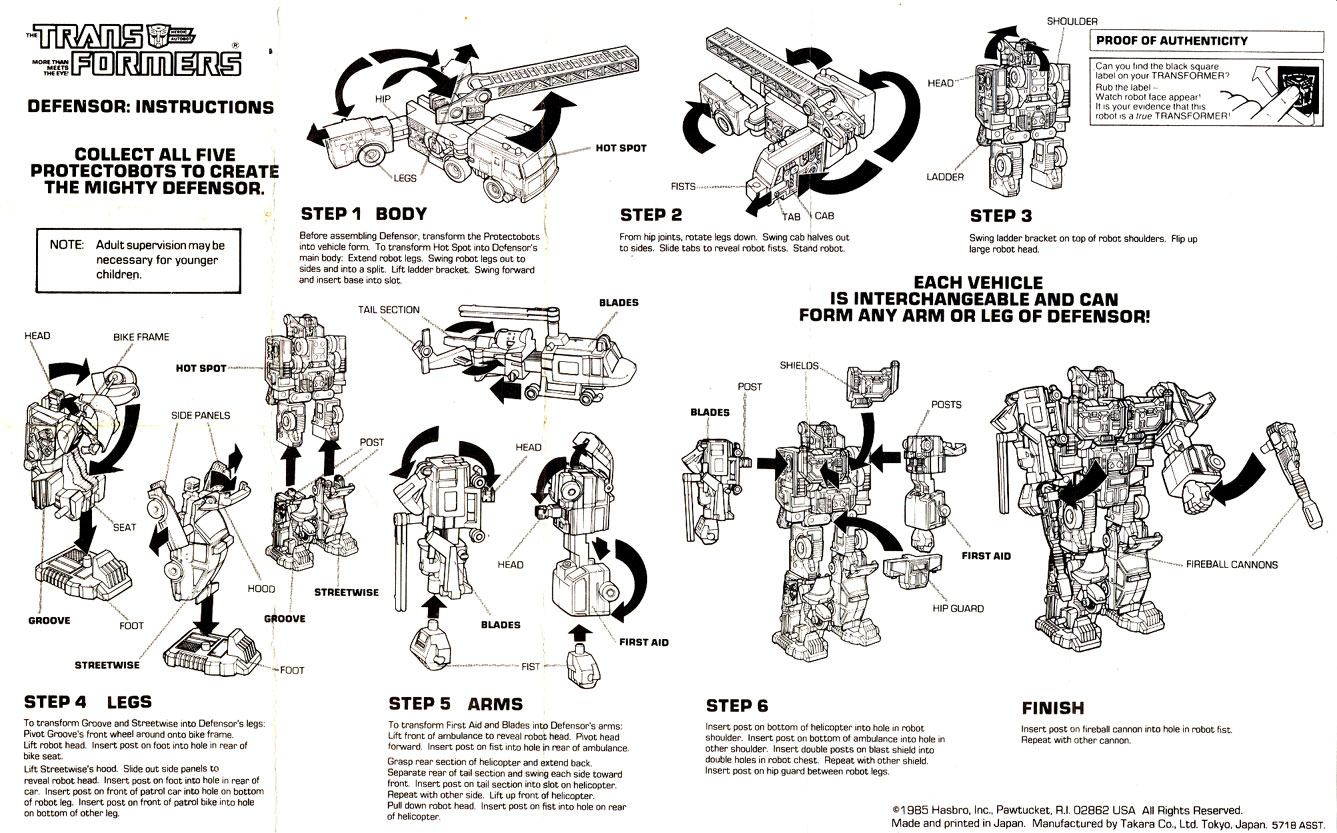 THE TRANS HEROIC AUTOBOT
MORE THAN
MEETS
THE EYE! FORMERS ®
DEFENSOR: INSTRUCTIONS
COLLECT ALL FIVE
PROTECTOBOTS TO CREATE
THE MIGHTY DEFENSOR.
NOTE: Adult supervision may be
necessary for younger
children.
HIP
LEGS
HOT SPOT
STEP 1 BODY
Before assembling Defensor, transform the Protectobots
into vehicle form. To transform Hot Spot into Defensor's
main body: Extend robot legs. Swing robot legs out to
sides and into a split. Lift ladder bracket. Swing forward
and insert base into slot.
FISTS
TAB
CAB
STEP 2
From hip joints, rotate legs down. Swing cab halves out
to sides. Slide tabs to reveal robot fists. Stand robot.
SHOULDER
HEAD
LADDER
STEP 3
Swing ladder bracket on top of robot shoulders. Flip up
large robot head.
PROOF OF AUTHENTICITY
Can you find the black square
label on your TRANSFORMER?
Rub the label –
Watch robot face appear!
It is your evidence that this
robot is a true TRANSFORMER!
EACH VEHICLE
IS INTERCHANGEABLE AND CAN
FORM ANY ARM OR LEG OF DEFENSOR!
HEAD
BIKE FRAME
HOT SPOT
SIDE PANELS
POST
SEAT
HOOD
GROOVE
STREETWISE
GROOVE
FOOT
STREETWISE
FOOT
STEP 4 LEGS
To transform Groove and Streetwise into Defensor's legs:
Pivot Groove's front wheel around onto bike frame.
Lift robot head. Insert post on foot into hole in rear of
bike seat.
Lift Streetwise's hood. Slide out side panels to
reveal robot head. Insert post on foot into hole in rear of
car. Insert post on front of patrol car into hole on bottom
of robot leg. Insert post on front of patrol bike into hole
on bottom of other leg.
TAIL SECTION
BLADES
HEAD
HEAD
BLADES
FIRST AID
FIST
STEP 5 ARMS
To transform First Aid and Blades into Defensor's arms:
Lift front of ambulance to reveal robot head. Pivot head
forward. Insert post on fist into hole in rear of ambulance.
Grasp rear section of helicopter and extend back.
Separate rear of tail section and swing each side toward
front. Insert post on tail section into slot on helicopter.
Repeat with other side. Lift up front of helicopter.
Pull down robot head. Insert post on fist into hole on rear
of helicopter.
SHIELDS
POST
BLADES
POSTS
FIRST AID
HIP GUARD
STEP 6
Insert post on bottom of helicopter into hole in robot
shoulder. Insert post on bottom of ambulance into hole in
other shoulder. Insert double posts on blast shield into
double holes in robot chest. Repeat with other shield.
Insert post on hip guard between robot legs.
FIREBALL CANNONS
FINISH
Insert post on fireball cannon into hole in robot fist.
Repeat with other cannon.
©1985 Hasbro, Inc., Pawtucket, R.I. 02862 USA All Rights Reserved.
Made and printed in Japan. Manufactured by Takara Co., Ltd. Tokyo, Japan. 5718 ASST.